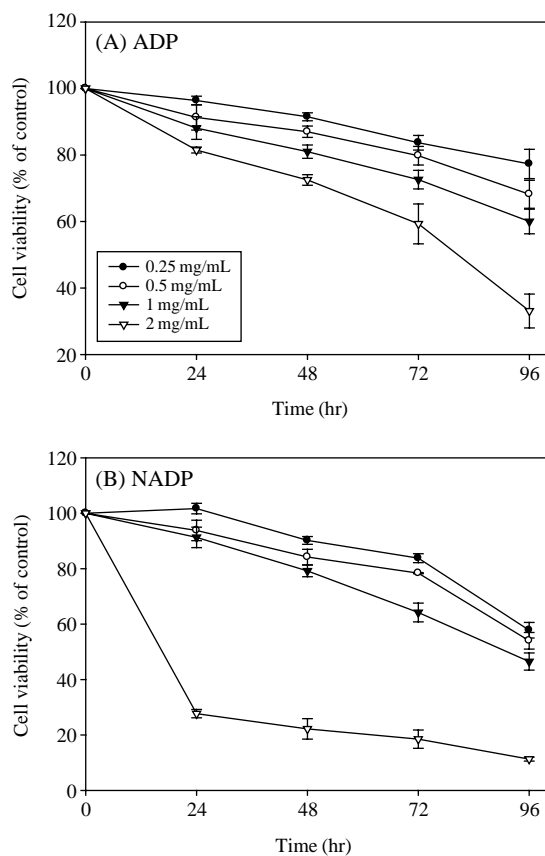 120
(A) ADP
100
80
60
40
20
Cell viability (% of control)
0.25 mg/mL
0.5 mg/mL
1 mg/mL
2 mg/mL
0 24 48 72 96
Time (hr)
120
(B) NADP
100
80
60
40
20
0
Cell viability (% of control)
0 24 48 72 96
Time (hr)